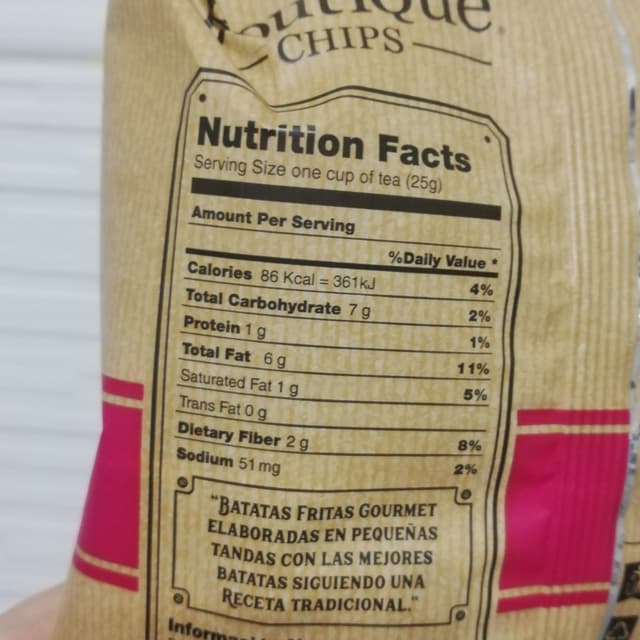 CHIPS
Nutrition Facts
Serving Size one cup of tea (25g)
Amount Per Serving
%Daily Value *
Calories 86 Kcal = 361kJ 4%
Total Carbohydrate 7 g 2%
Protein 1 g 1%
Total Fat 6 g 11%
Saturated Fat 1 g 5%
Trans Fat 0 g
Dietary Fiber 2 g 8%
Sodium 51 mg 2%
"BATATAS FRITAS GOURMET
ELABORADAS EN PEQUEÑAS
TANDAS CON LAS MEJORES
BATATAS SIGUIENDO UNA
RECETA TRADICIONAL."